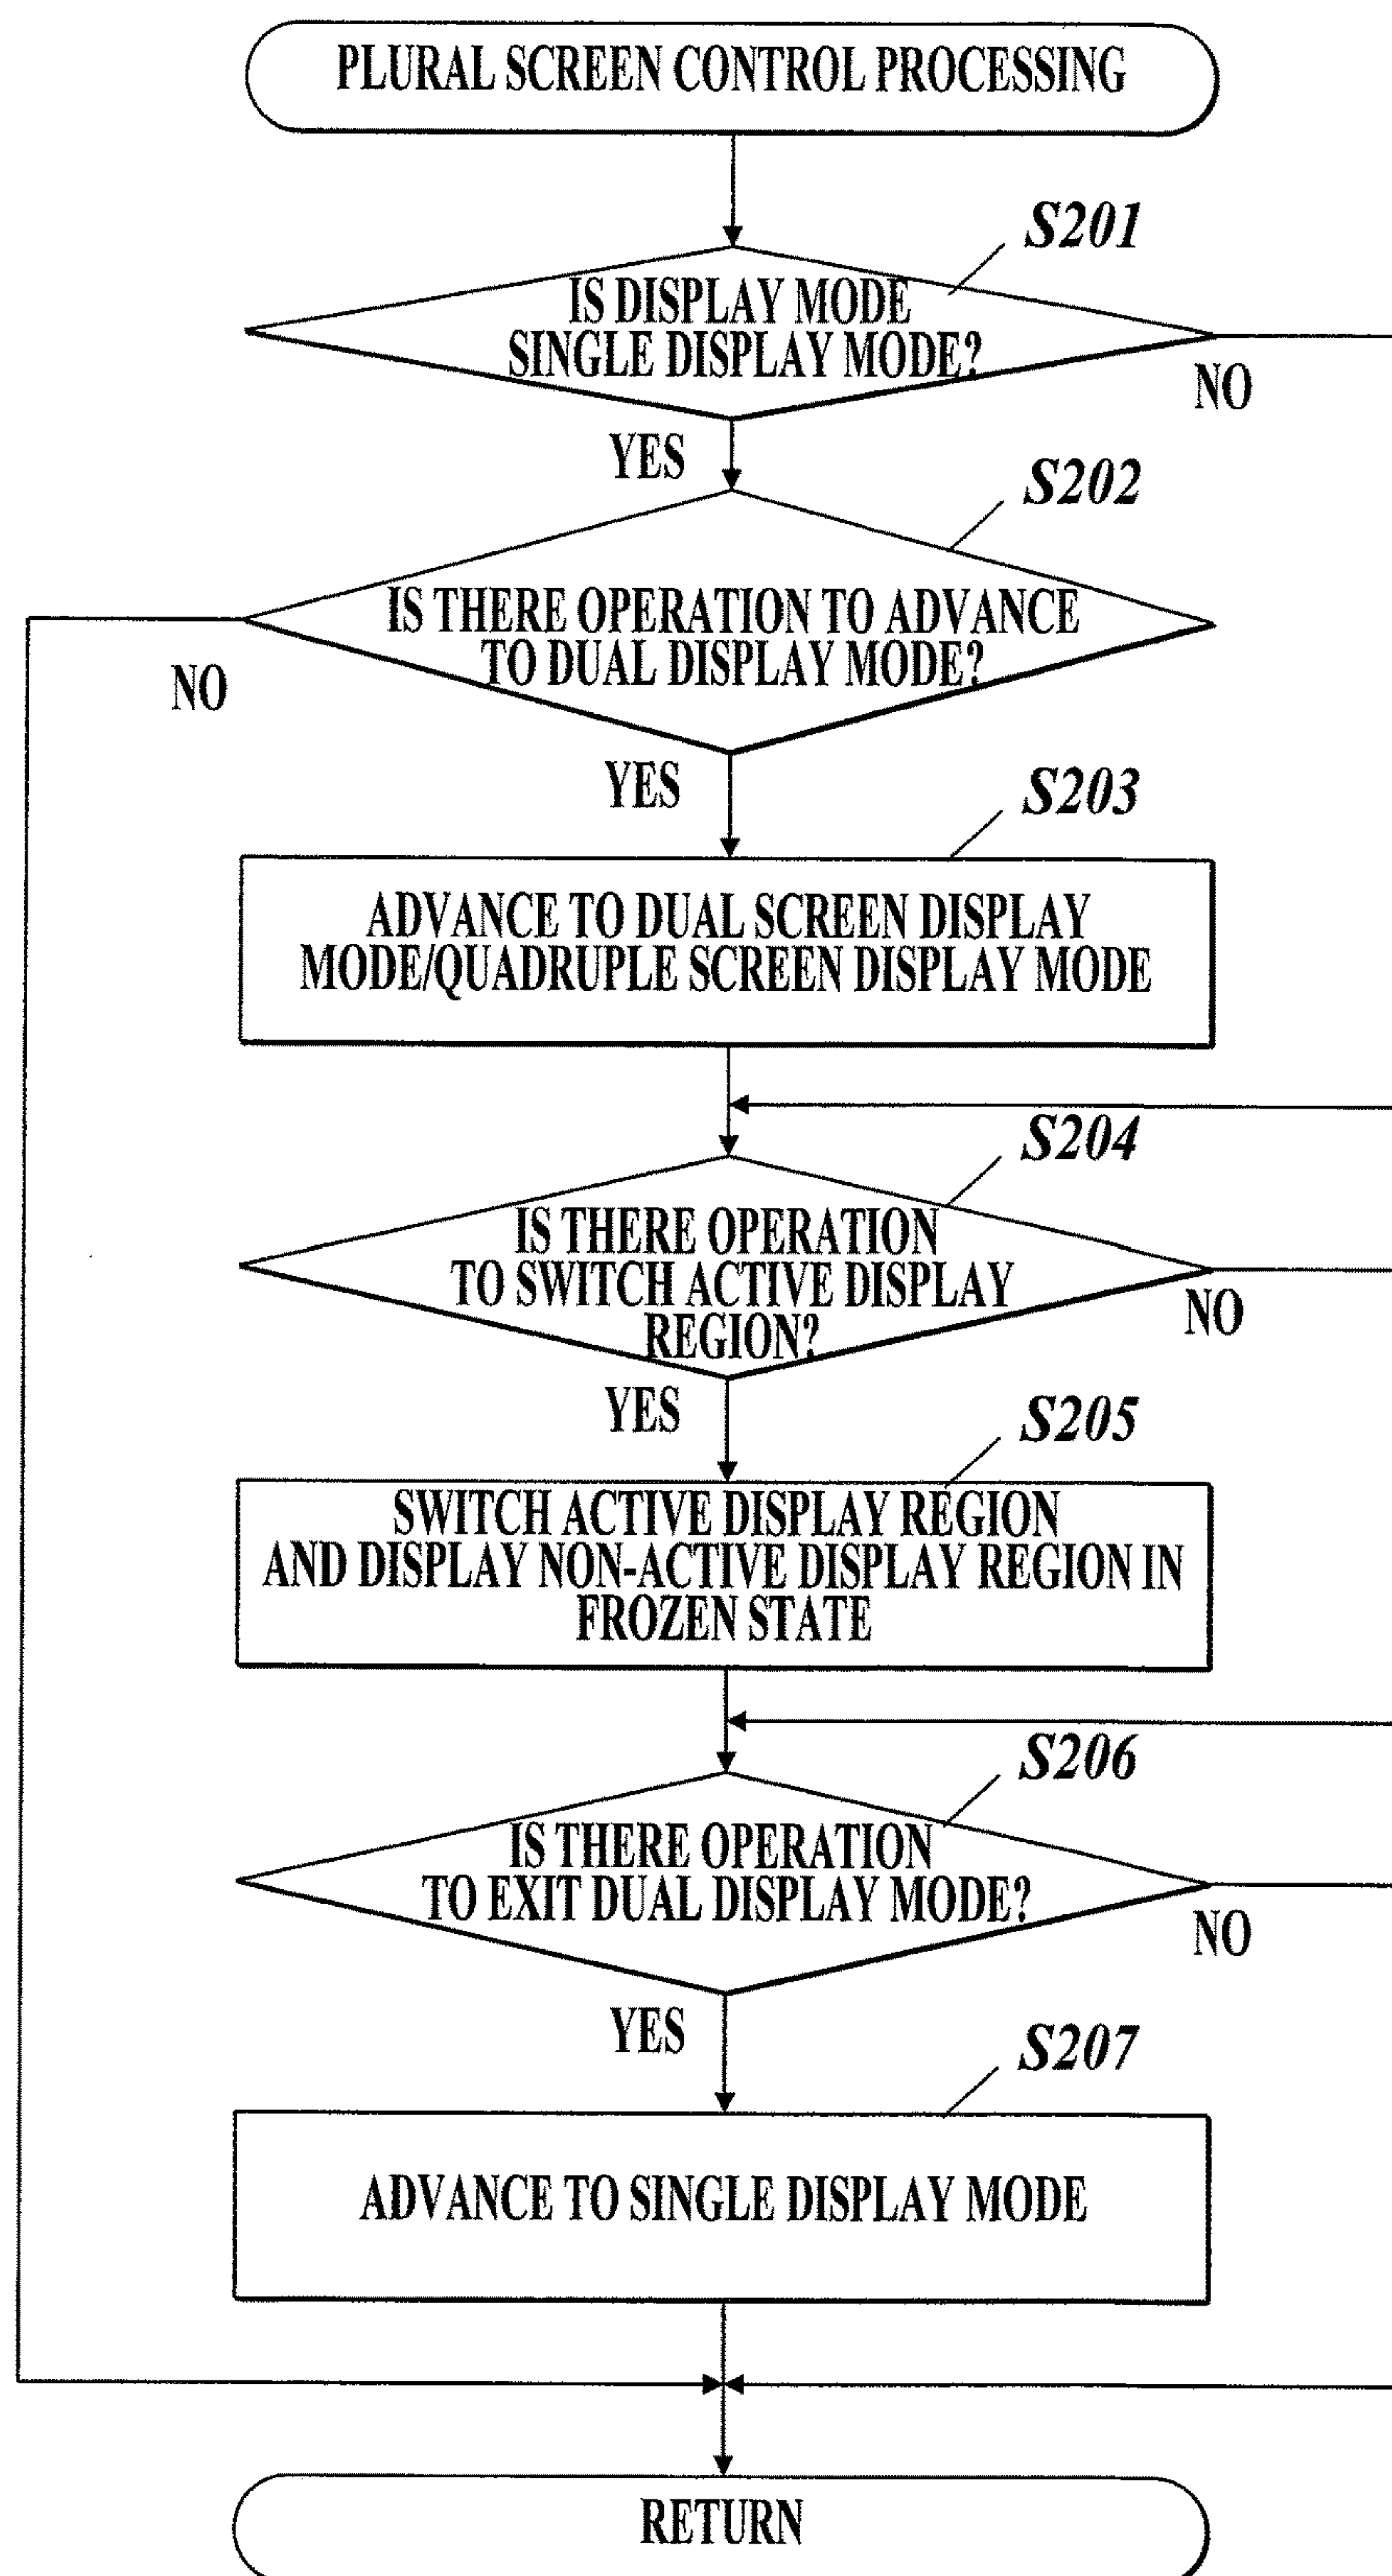 PLURAL SCREEN CONTROL PROCESSING
S201
IS DISPLAY MODE
SINGLE DISPLAY MODE?
NO
YES
S202
IS THERE OPERATION TO ADVANCE
TO DUAL DISPLAY MODE?
NO
YES
S203
ADVANCE TO DUAL SCREEN DISPLAY
MODE/QUADRUPLE SCREEN DISPLAY MODE
S204
IS THERE OPERATION
TO SWITCH ACTIVE DISPLAY
REGION?
NO
YES
S205
SWITCH ACTIVE DISPLAY REGION
AND DISPLAY NON-ACTIVE DISPLAY REGION IN
FROZEN STATE
S206
IS THERE OPERATION
TO EXIT DUAL DISPLAY MODE?
NO
YES
S207
ADVANCE TO SINGLE DISPLAY MODE
RETURN